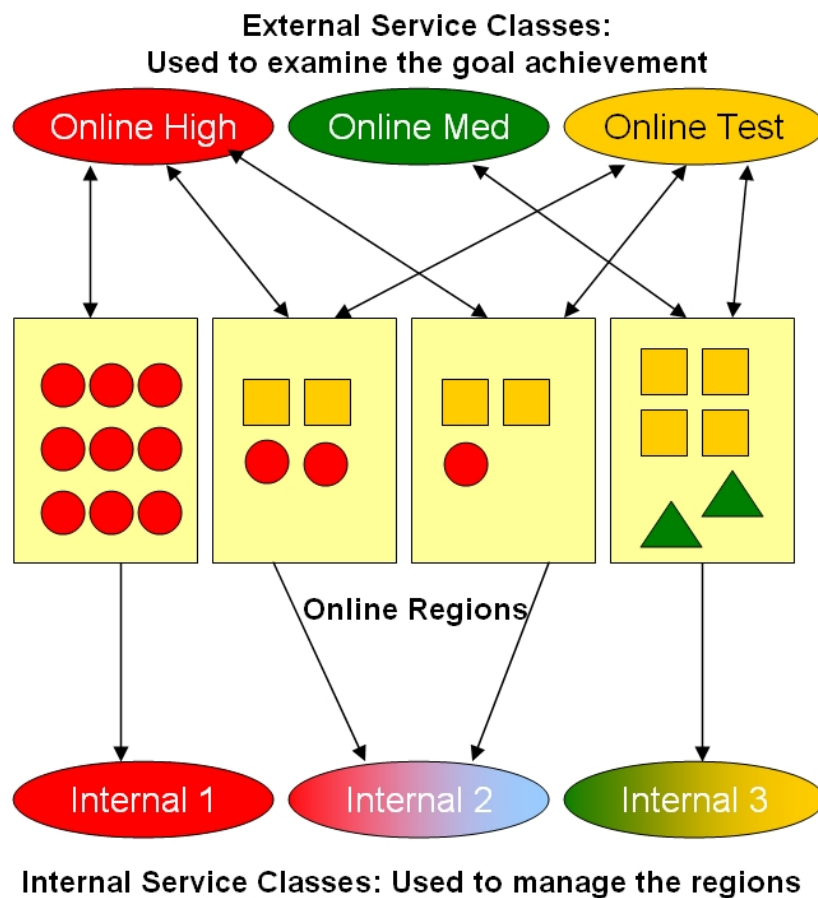 External Service Classes:
Used to examine the goal achievement
Online High
Online Med
Online Test
Online Regions
Internal 1
Internal 2
Internal 3
Internal Service Classes: Used to manage the regions